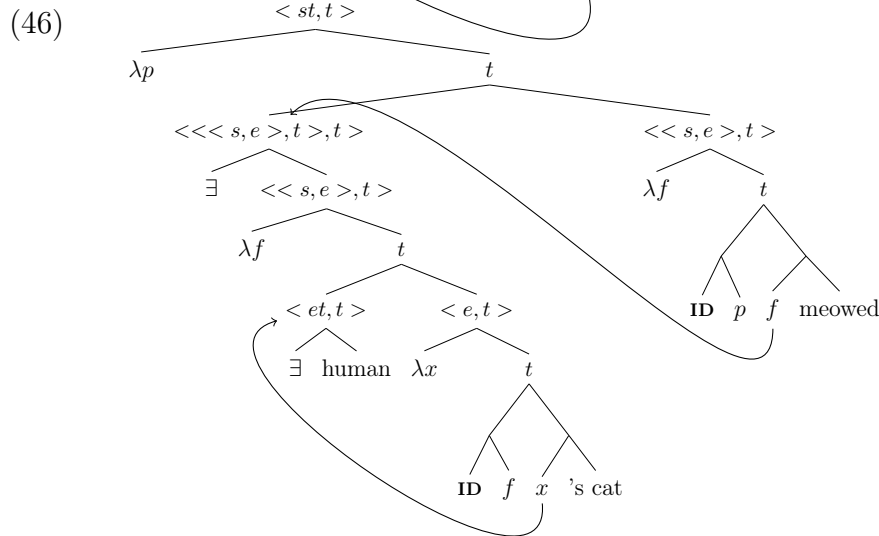 (46)
< st, t >
λp t
<<< s, e >, t >, t > << s, e >, t >
∃ << s, e >, t > λf t
λf t
< et, t > < e, t > ID p f meowed
∃ human λx t
ID f x 's cat